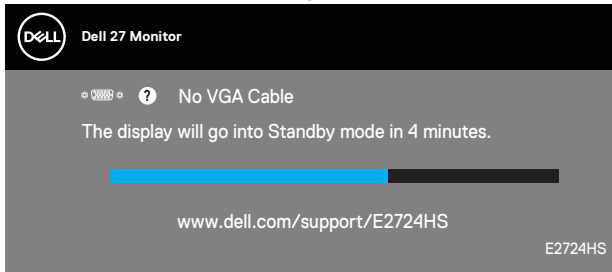 DELL Dell 27 Monitor
? No VGA Cable
The display will go into Standby mode in 4 minutes.
www.dell.com/support/E2724HS
E2724HS